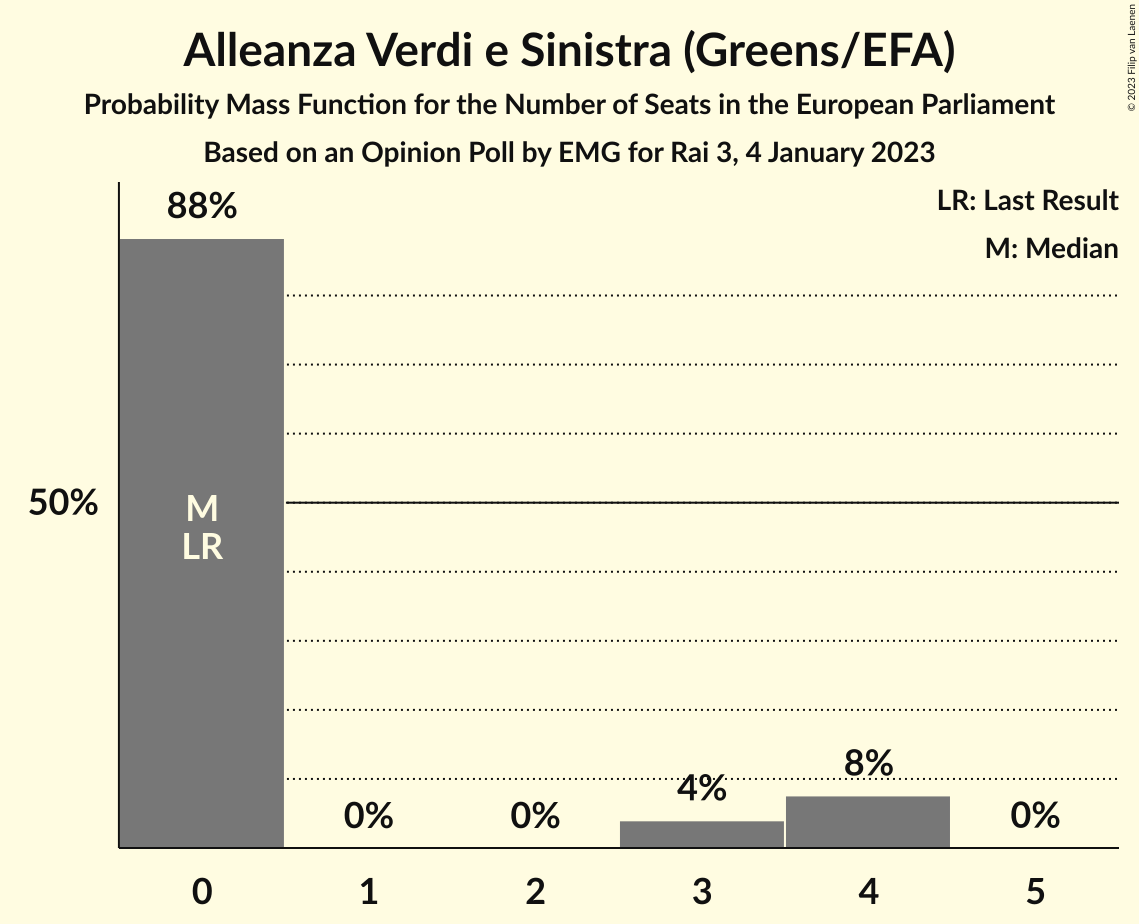 Alleanza Verdi e Sinistra (Greens/EFA)
Probability Mass Function for the Number of Seats in the European Parliament
Based on an Opinion Poll by EMG for Rai 3, 4 January 2023
© 2023 Filip van Laenen
LR: Last Result
M: Median
88%
50%
M
LR
0%
0%
4%
8%
0%
0
1
2
3
4
5